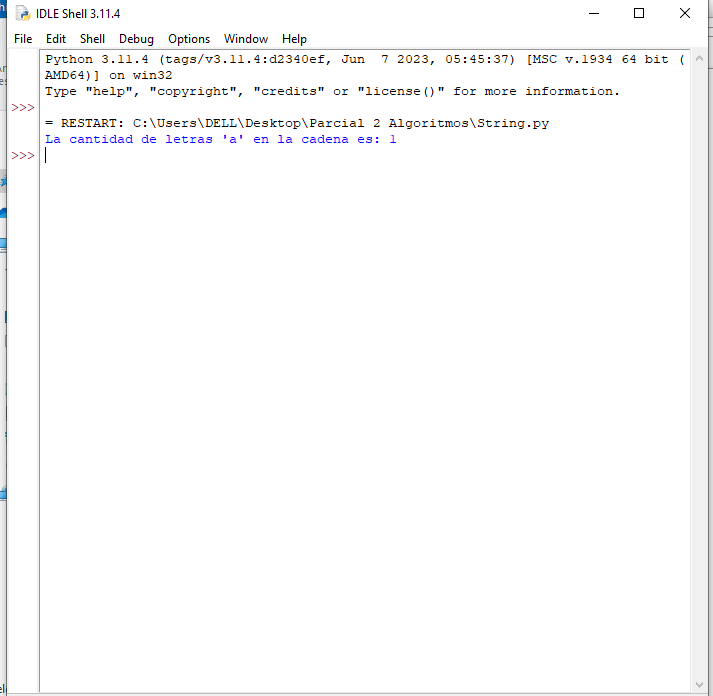 IDLE Shell 3.11.4
File Edit Shell Debug Options Window Help
Python 3.11.4 (tags/v3.11.4:d2340ef, Jun  7 2023, 05:45:37) [MSC v.1934 64 bit (
AMD64)] on win32
Type "help", "copyright", "credits" or "license()" for more information.
>>>
= RESTART: C:\Users\DELL\Desktop\Parcial 2 Algoritmos\String.py
La cantidad de letras 'a' en la cadena es: 1
>>>